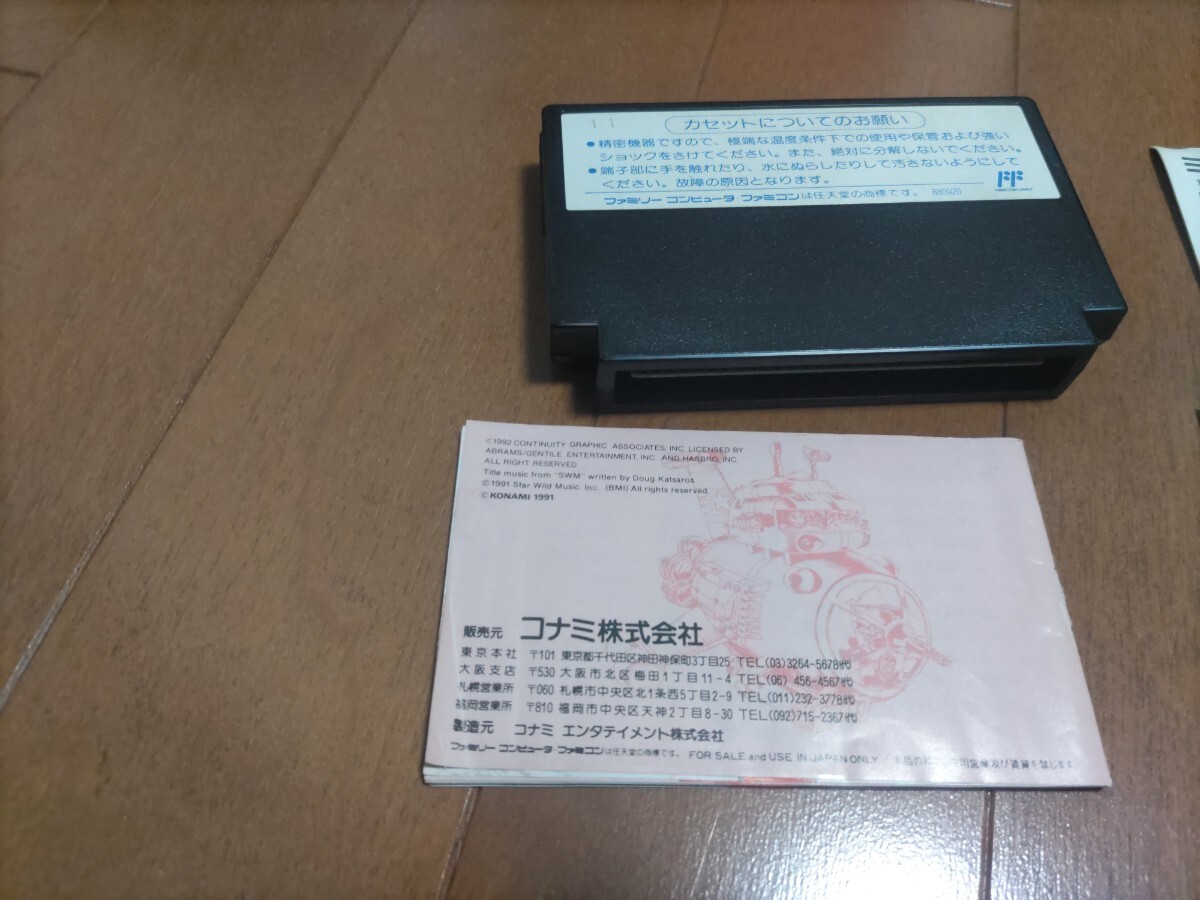 11
カセットについてのお願い
●精密機器ですので、極端な温度条件下での使用や保管および強い
ショックをさけてください。また、絶対に分解しないでください。
●端子部に手を触れたり、水にぬらしたりして汚さないようにして
ください。故障の原因となります。
ファミリー コンピュータ ファミコンは任天堂の商標です。 880920
©1992 CONTINUITY GRAPHIC ASSOCIATES, INC. LICENSED BY
ABRAMS/GENTILE ENTERTAINMENT, INC. AND HASBRO, INC.
ALL RIGHT RESERVED
Title music from "SWM" written by Doug Katsaros
©1991 Star Wild Music. Inc. (BMI) All rights reserved.
© KONAMI 1991
販売元 コナミ株式会社
東京本社 〒101 東京都千代田区神田神保町3丁目25 TEL(03)3264-5678㈹
大阪支店 〒530 大阪市北区梅田1丁目11-4 TEL(06) 456-4567㈹
札幌営業所 〒060 札幌市中央区北1条西5丁目2-9 TEL(011)232-3778㈹
福岡営業所 〒810 福岡市中央区天神2丁目8-30 TEL(092)715-2367㈹
製造元 コナミ エンタテイメント株式会社
ファミリー コンピュータ ファミコンは任天堂の商標です。 FOR SALE and USE IN JAPAN ONLY /